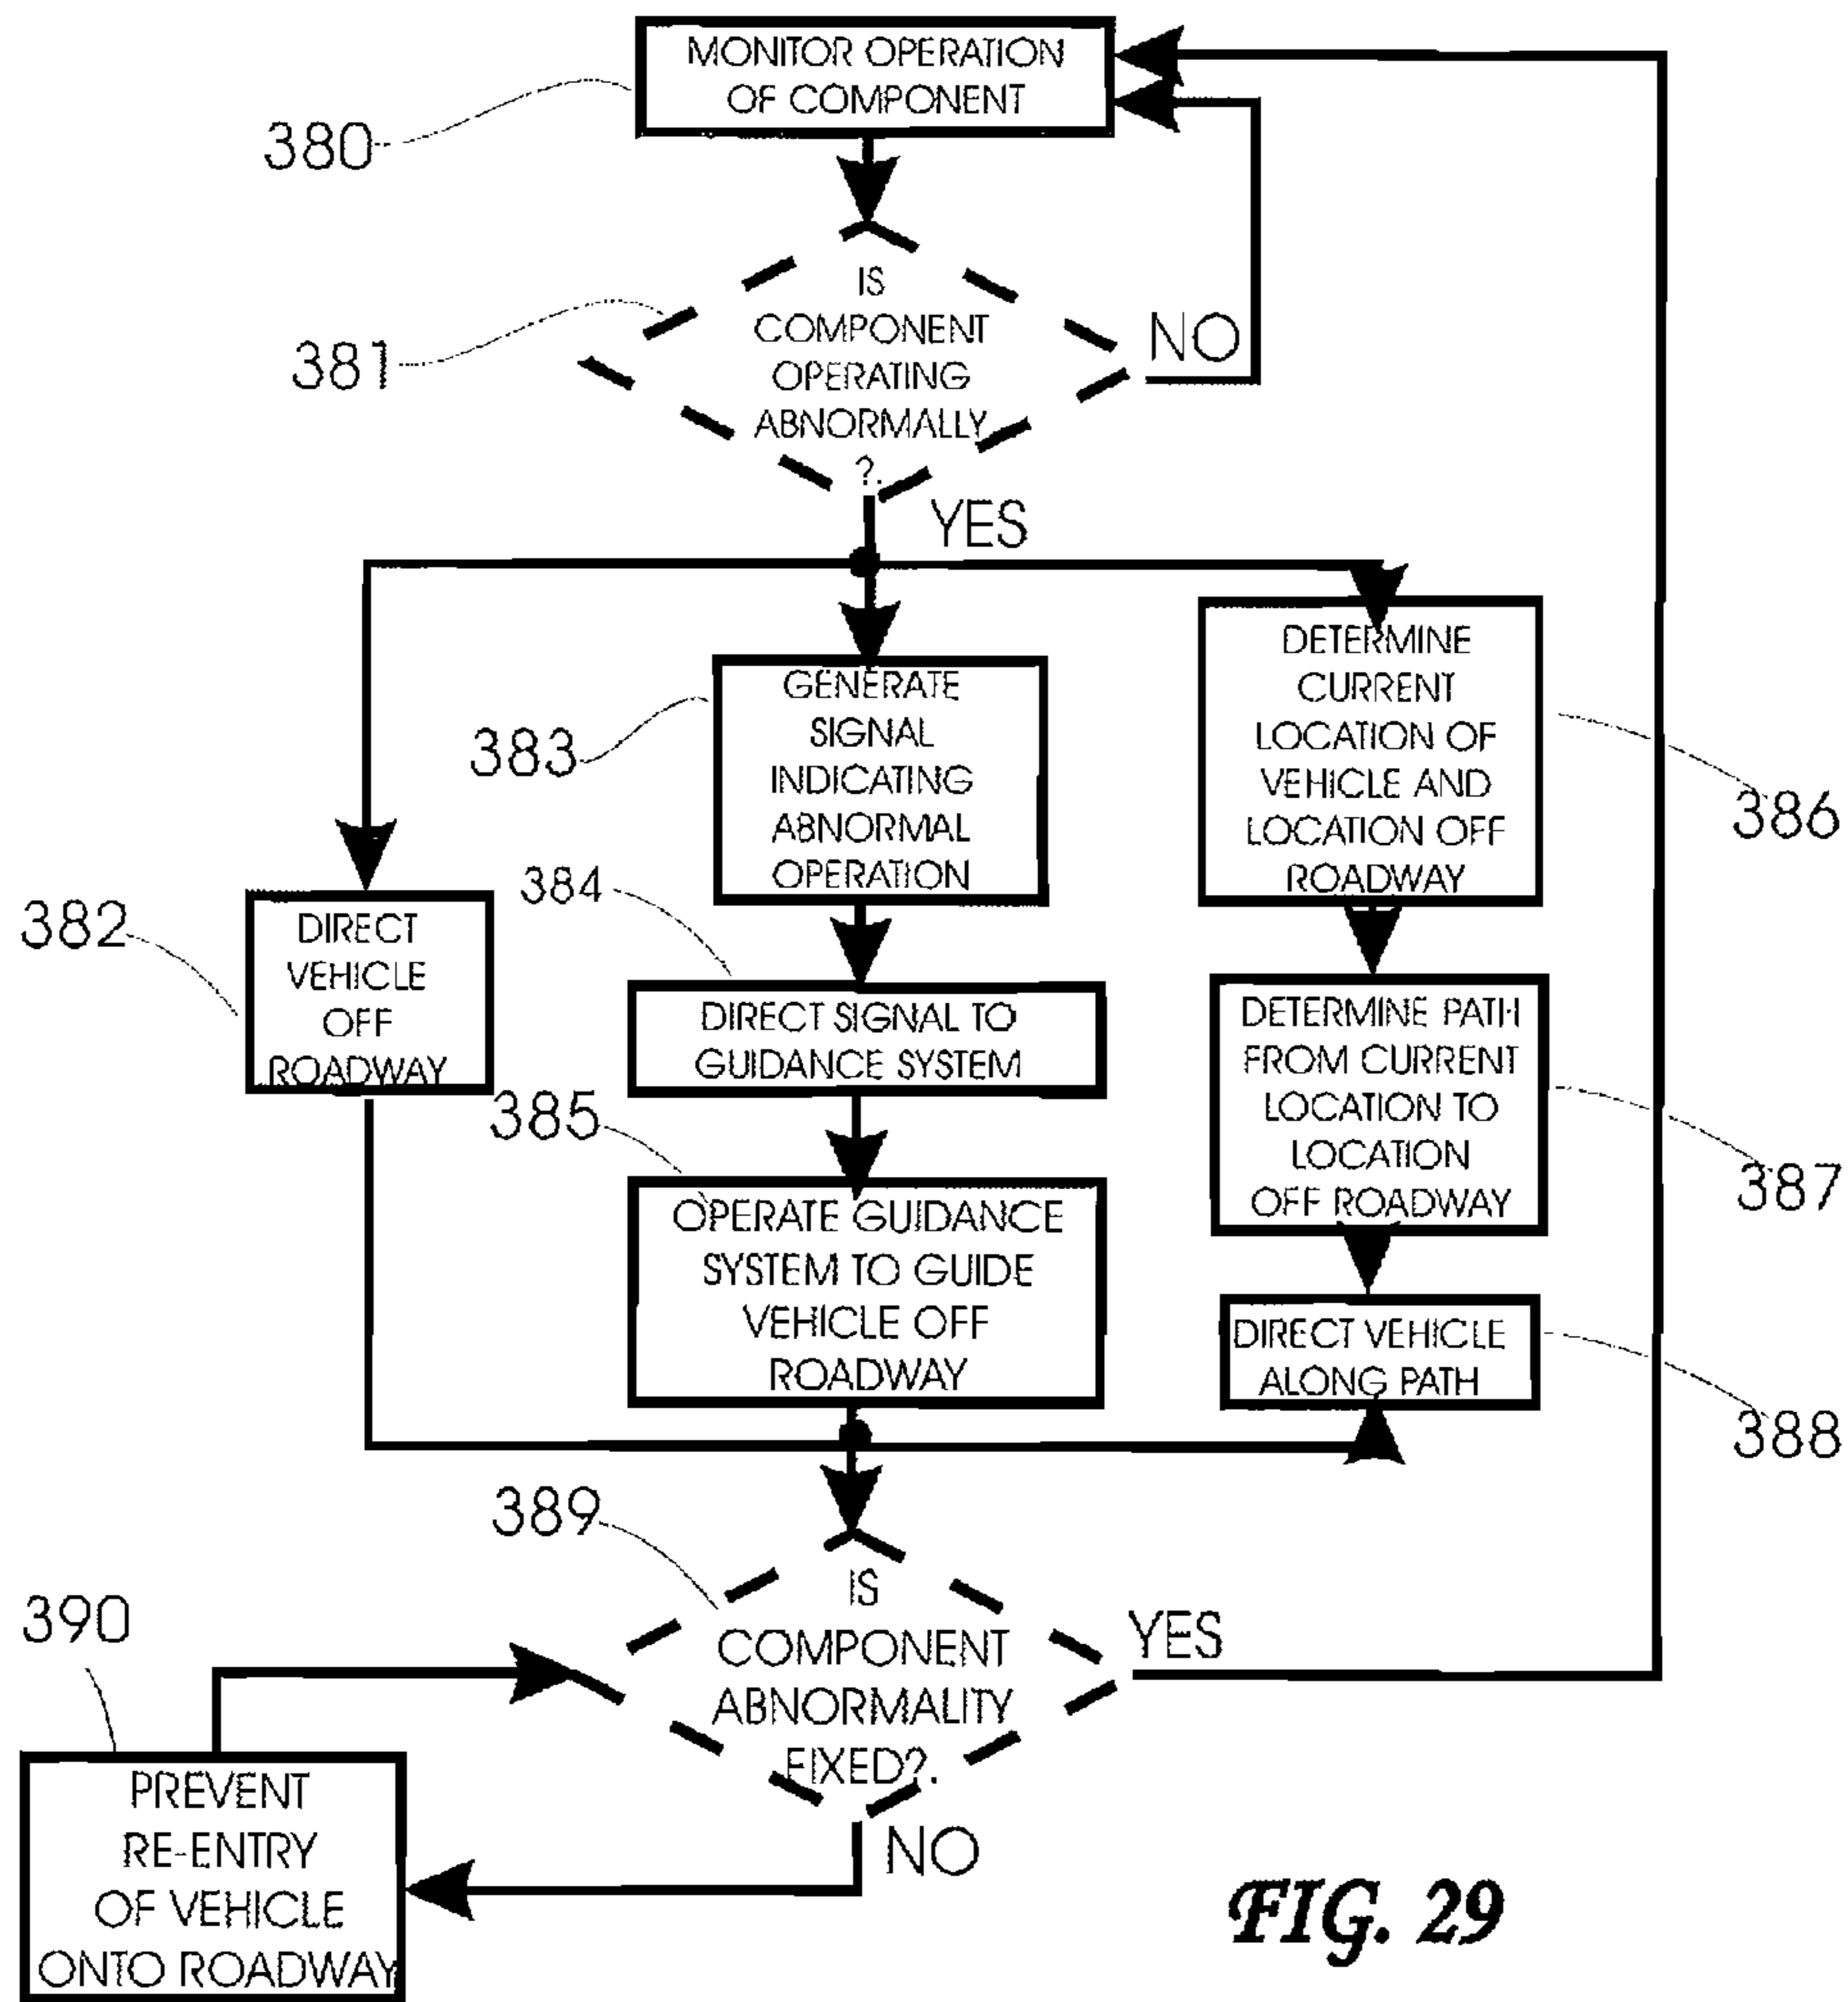 MONITOR OPERATION
OF COMPONENT
380
IS
COMPONENT
OPERATING
ABNORMALLY
?.
381
NO
YES
382
DIRECT
VEHICLE
OFF
ROADWAY
383
GENERATE
SIGNAL
INDICATING
ABNORMAL
OPERATION
384
DIRECT SIGNAL TO
GUIDANCE SYSTEM
385
OPERATE GUIDANCE
SYSTEM TO GUIDE
VEHICLE OFF
ROADWAY
DETERMINE
CURRENT
LOCATION OF
VEHICLE AND
LOCATION OFF
ROADWAY
386
DETERMINE PATH
FROM CURRENT
LOCATION TO
LOCATION
OFF ROADWAY
387
DIRECT VEHICLE
ALONG PATH
388
389
IS
COMPONENT
ABNORMALITY
FIXED?.
YES
NO
390
PREVENT
RE-ENTRY
OF VEHICLE
ONTO ROADWAY
FIG. 29